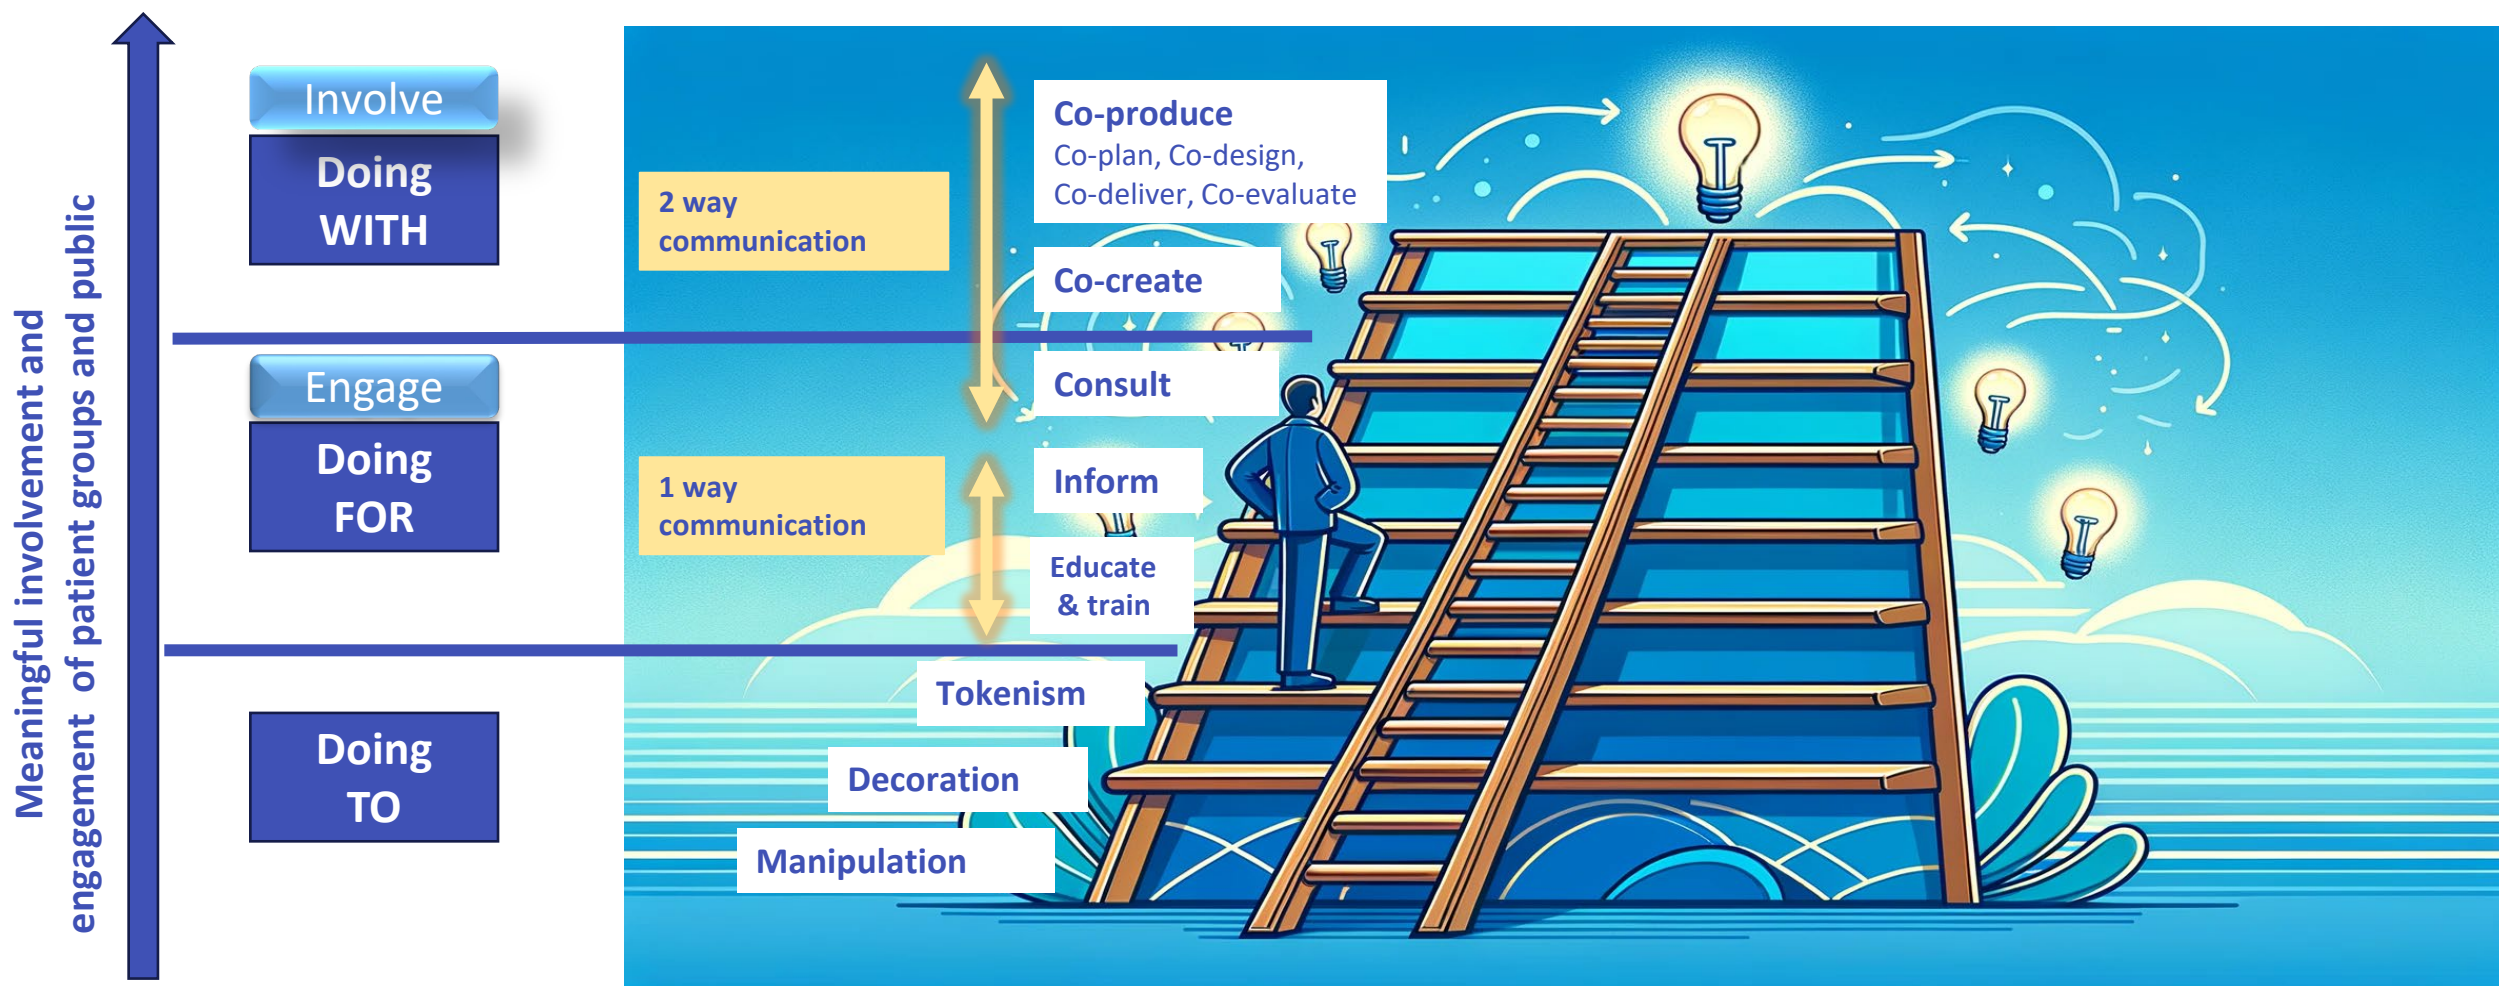 Meaningful involvement and
engagement of patient groups and public
Involve
Doing
WITH
Engage
Doing
FOR
Doing
TO
2 way
communication
1 way
communication
Co-produce
Co-plan, Co-design,
Co-deliver, Co-evaluate
Co-create
Consult
Inform
Educate
& train
Tokenism
Decoration
Manipulation